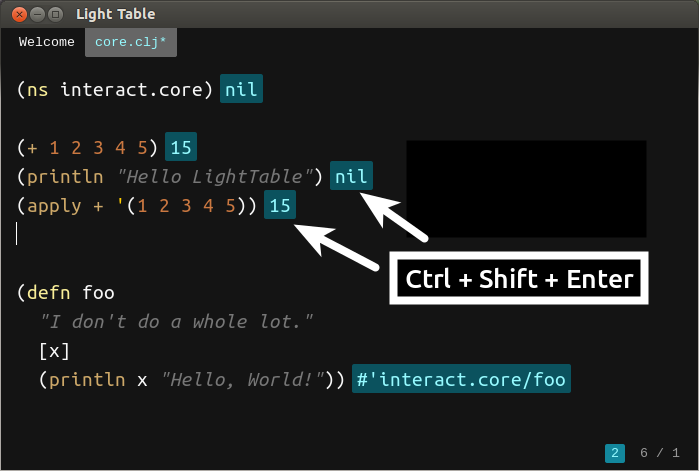 Light Table
Welcome core.clj*
(ns interact.core) nil
(+ 1 2 3 4 5) 15
(println "Hello LightTable") nil
(apply + '(1 2 3 4 5)) 15
Ctrl + Shift + Enter
(defn foo
"I don't do a whole lot."
[x]
(println x "Hello, World!")) #'interact.core/foo
2 6 / 1